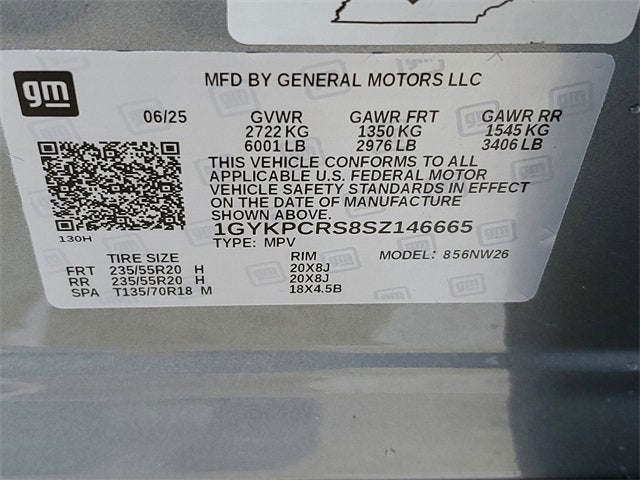 gm
MFD BY GENERAL MOTORS LLC
06/25 GVWR GAWR FRT GAWR RR
2722 KG 1350 KG 1545 KG
6001 LB 2976 LB 3406 LB
THIS VEHICLE CONFORMS TO ALL
APPLICABLE U.S. FEDERAL MOTOR
VEHICLE SAFETY STANDARDS IN EFFECT
ON THE DATE OF MANUFACTURE
SHOWN ABOVE.
1GYKPCRS8SZ146665
130H
TYPE: MPV MODEL: 856NW26
TIRE SIZE RIM
FRT 235/55R20 H 20X8J
RR 235/55R20 H 20X8J
SPA T135/70R18 M 18X4.5B